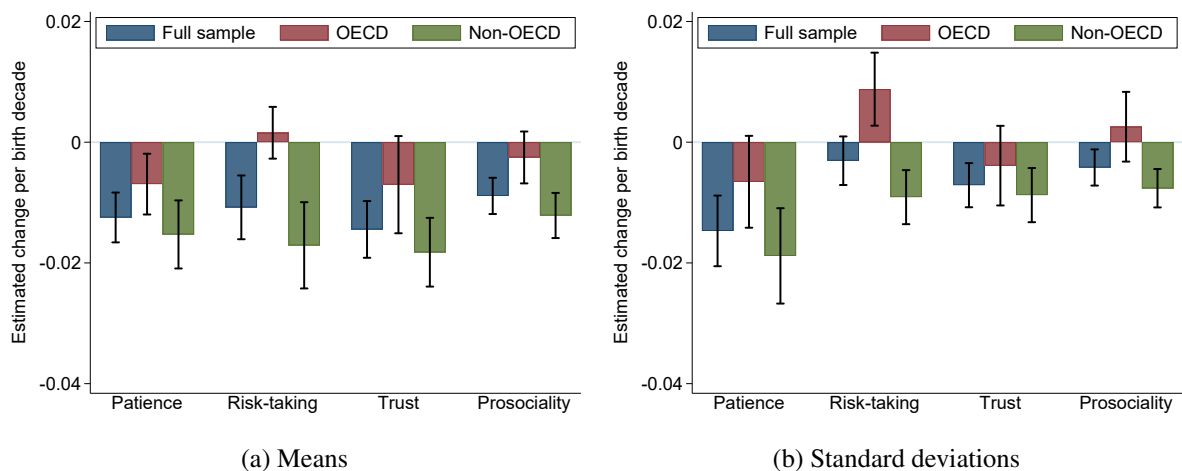 Estimated change per birth decade
0.02
0
-0.02
-0.04
Full sample OECD Non-OECD
Patience Risk-taking Trust Prosociality
(a) Means
Estimated change per birth decade
0.02
0
-0.02
-0.04
Full sample OECD Non-OECD
Patience Risk-taking Trust Prosociality
(b) Standard deviations